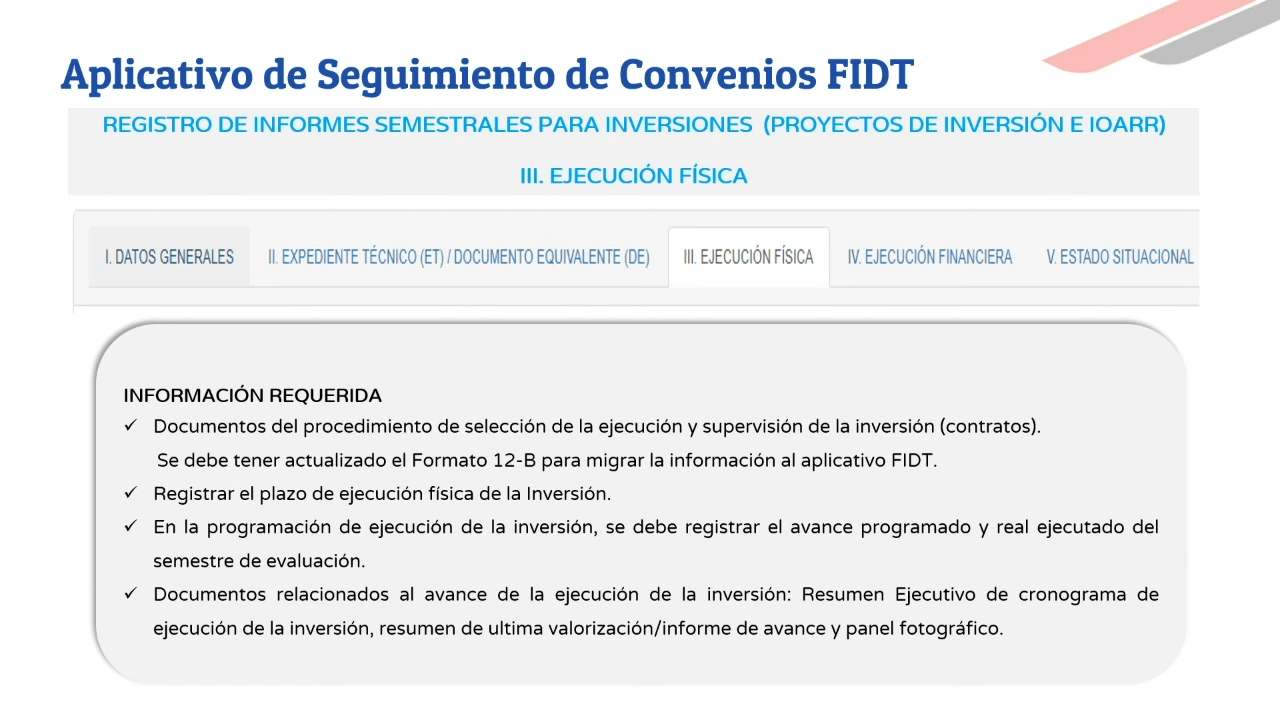 Aplicativo de Seguimiento de Convenios FIDT
REGISTRO DE INFORMES SEMESTRALES PARA INVERSIONES (PROYECTOS DE INVERSIÓN E IOARR)
III. EJECUCIÓN FÍSICA
I. DATOS GENERALES II. EXPEDIENTE TÉCNICO (ET) / DOCUMENTO EQUIVALENTE (DE) III. EJECUCIÓN FÍSICA IV. EJECUCIÓN FINANCIERA V. ESTADO SITUACIONAL
INFORMACIÓN REQUERIDA
✓ Documentos del procedimiento de selección de la ejecución y supervisión de la inversión (contratos).
Se debe tener actualizado el Formato 12-B para migrar la información al aplicativo FIDT.
✓ Registrar el plazo de ejecución física de la Inversión.
✓ En la programación de ejecución de la inversión, se debe registrar el avance programado y real ejecutado del
semestre de evaluación.
✓ Documentos relacionados al avance de la ejecución de la inversión: Resumen Ejecutivo de cronograma de
ejecución de la inversión, resumen de ultima valorización/informe de avance y panel fotográfico.